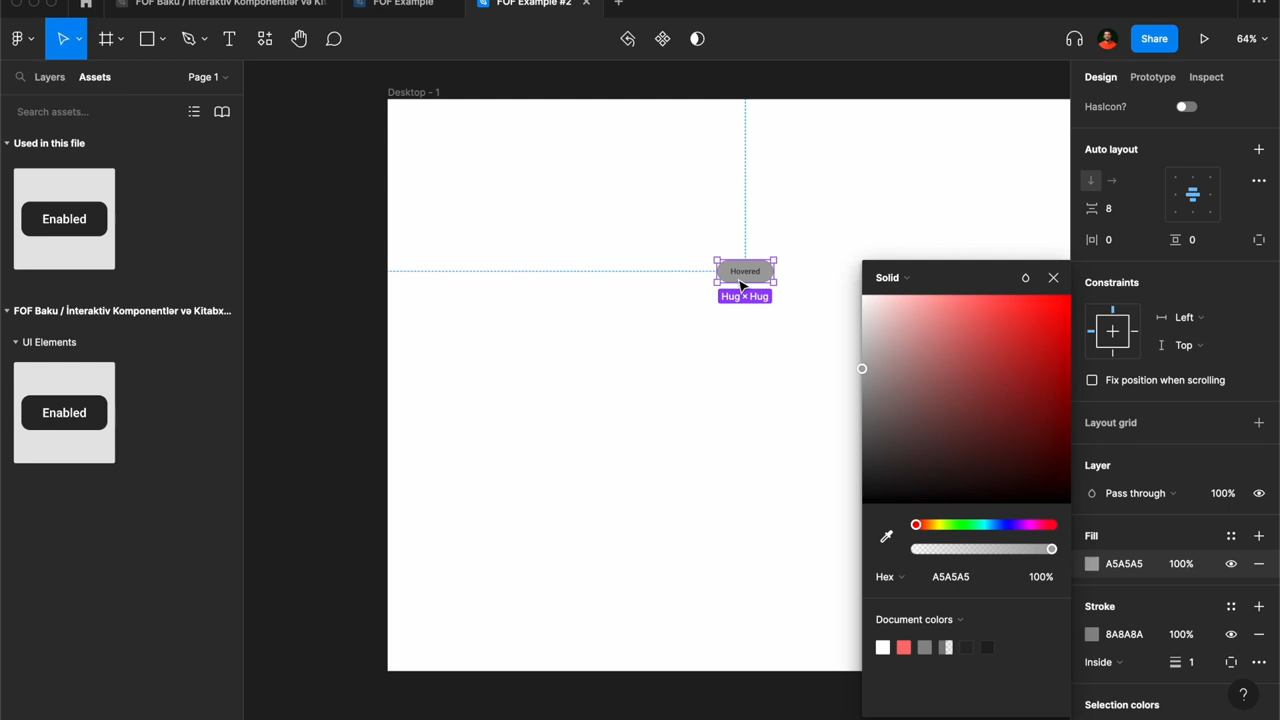 FOF Baku / İnteraktiv Komponentlər və Ki
FOF Example
FOF Example #2
Share
64%
Layers
Assets
Page 1
Search assets...
Used in this file
Enabled
FOF Baku / İnteraktiv Komponentlər və Kitabx...
UI Elements
Enabled
Desktop - 1
Hovered
Hug × Hug
Solid
Hex
A5A5A5
100%
Document colors
Design
Prototype
Inspect
HasIcon?
Auto layout
8
0
0
Constraints
Left
Top
Fix position when scrolling
Layout grid
Layer
Pass through
100%
Fill
A5A5A5
100%
Stroke
8A8A8A
100%
Inside
1
Selection colors
?